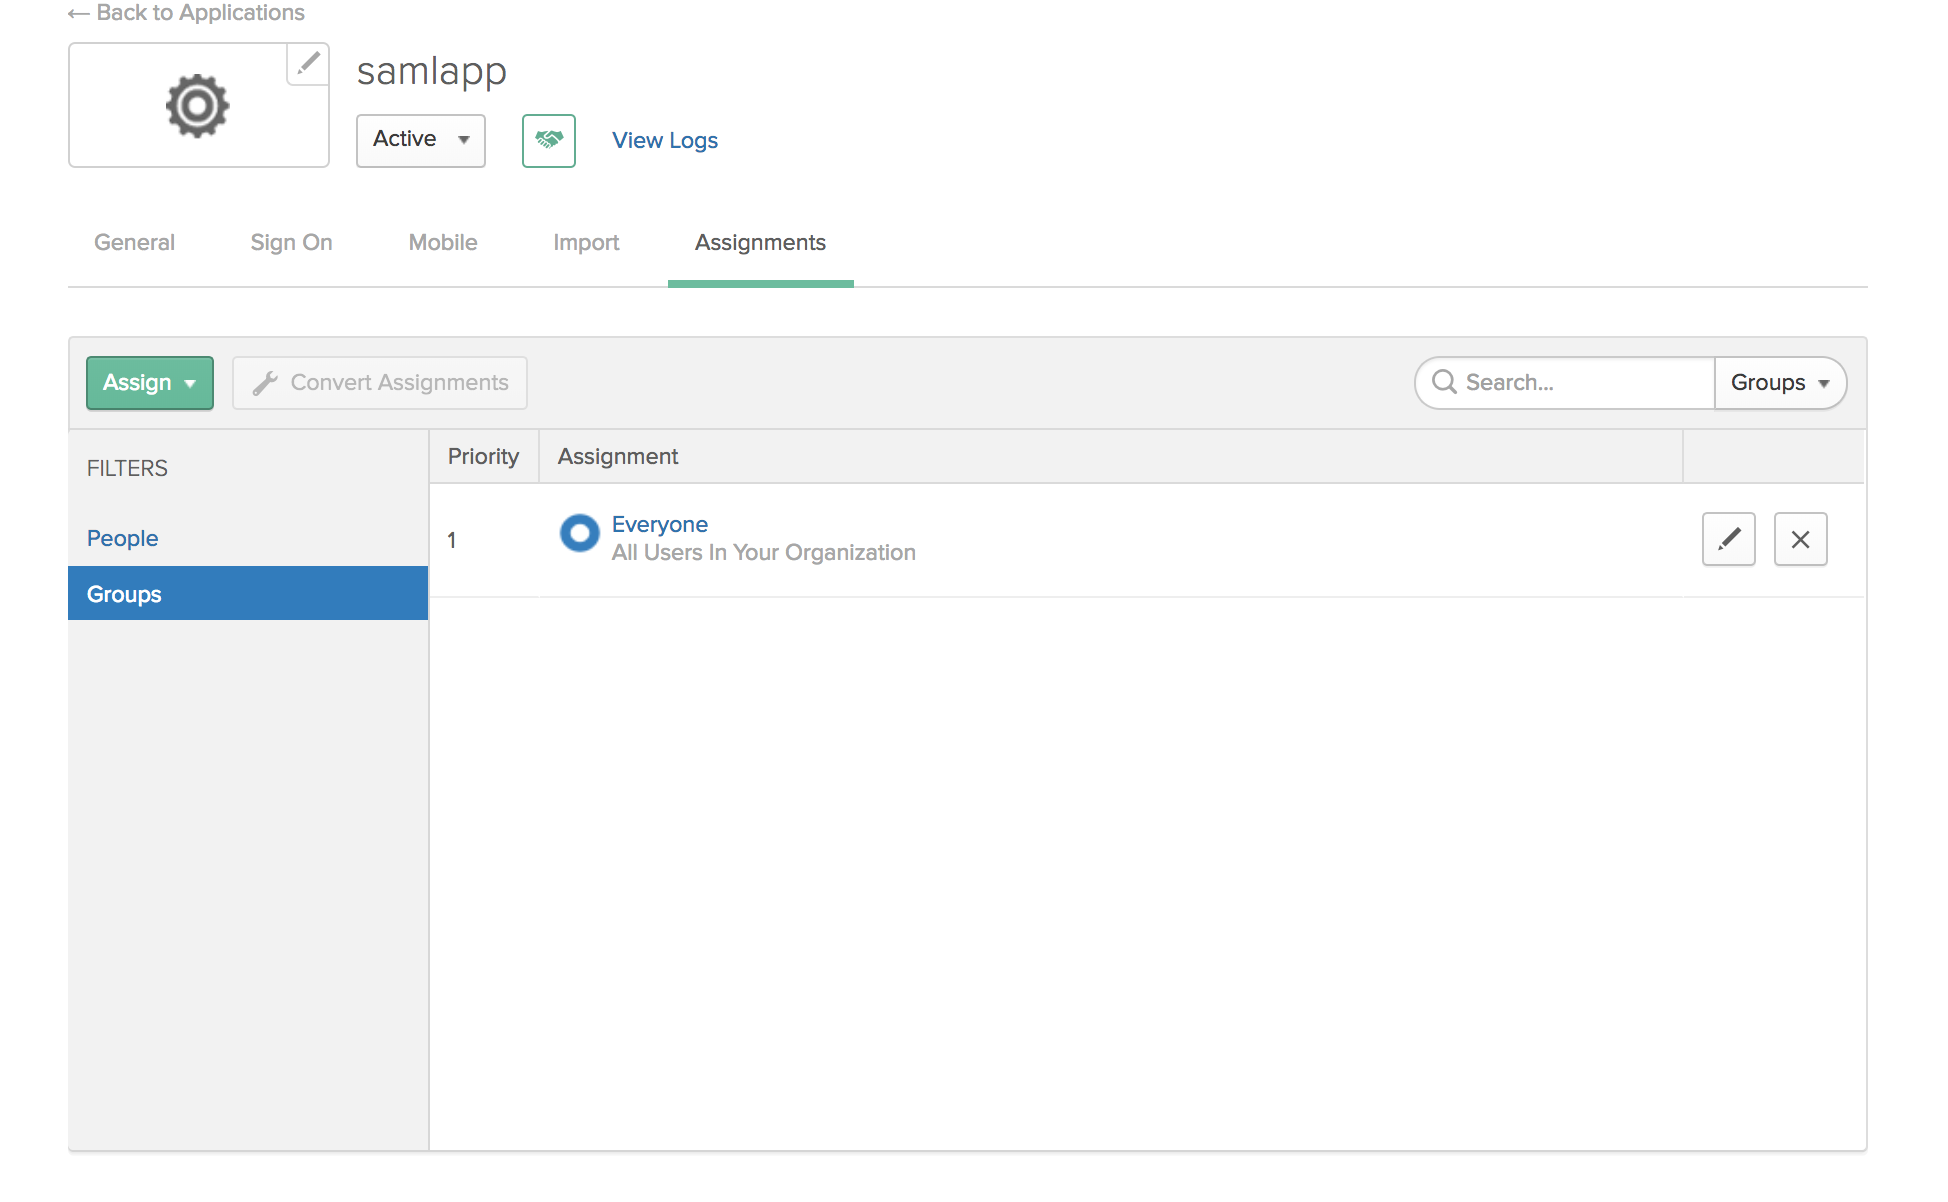 ← Back to Applications
samlapp
Active
View Logs
General Sign On Mobile Import Assignments
Assign Convert Assignments Search... Groups
FILTERS
People
Groups
Priority Assignment
1 Everyone
All Users In Your Organization